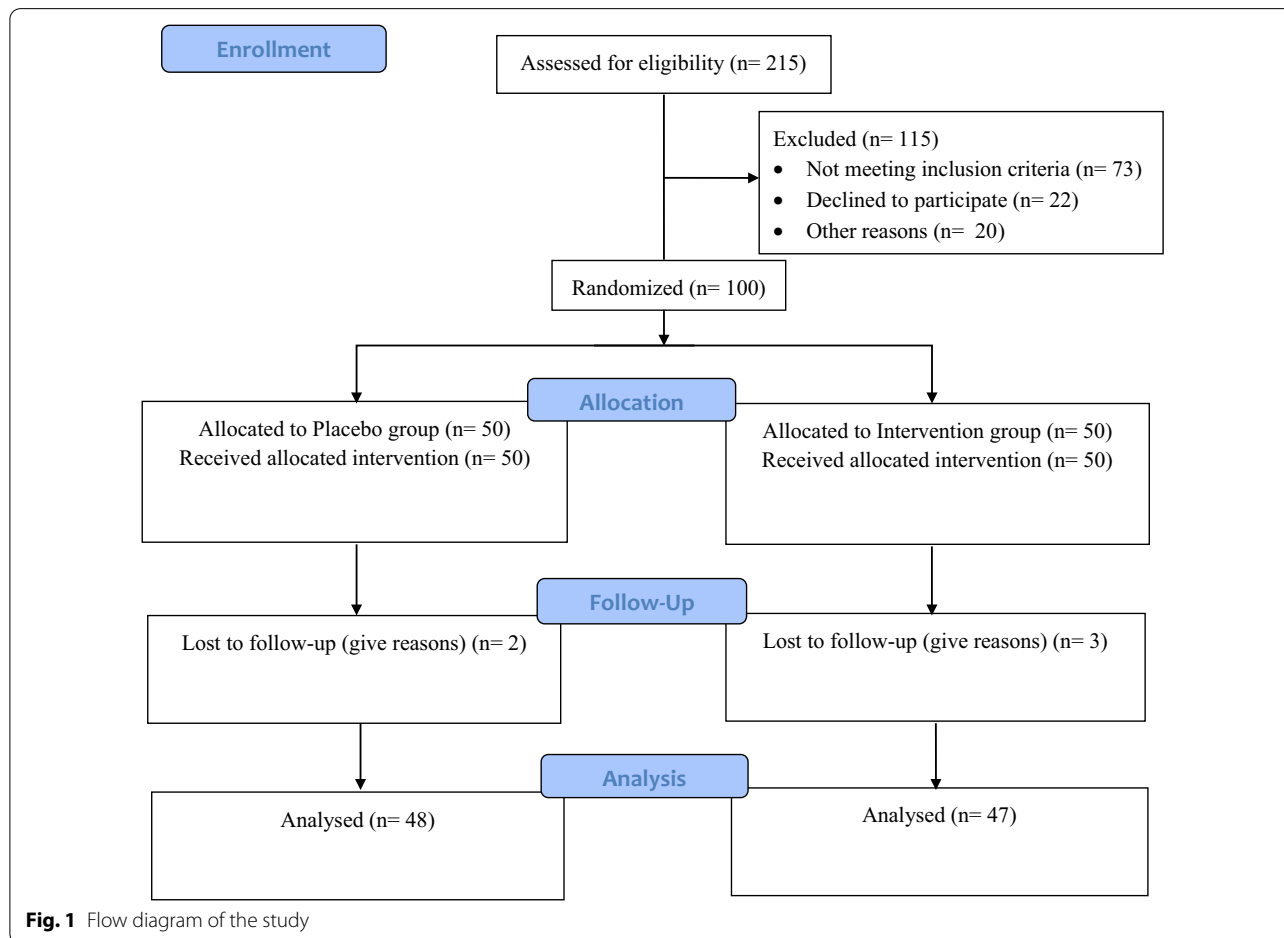 Enrollment
Assessed for eligibility (n= 215)
Excluded (n= 115)
• Not meeting inclusion criteria (n= 73)
• Declined to participate (n= 22)
• Other reasons (n= 20)
Randomized (n= 100)
Allocation
Allocated to Placebo group (n= 50)
Received allocated intervention (n= 50)
Allocated to Intervention group (n= 50)
Received allocated intervention (n= 50)
Follow-Up
Lost to follow-up (give reasons) (n= 2)
Lost to follow-up (give reasons) (n= 3)
Analysis
Analysed (n= 48)
Analysed (n= 47)
Fig. 1 Flow diagram of the study